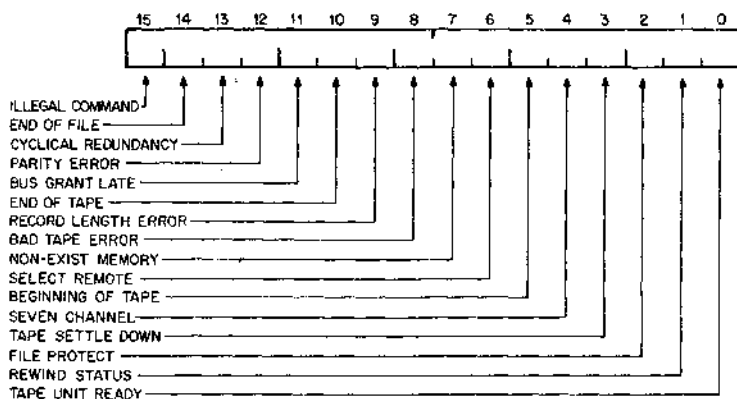 15 14 13 12 11 10 9 8 7 6 5 4 3 2 1 0
ILLEGAL COMMAND
END OF FILE
CYCLICAL REDUNDANCY
PARITY ERROR
BUS GRANT LATE
END OF TAPE
RECORD LENGTH ERROR
BAD TAPE ERROR
NON-EXIST MEMORY
SELECT REMOTE
BEGINNING OF TAPE
SEVEN CHANNEL
TAPE SETTLE DOWN
FILE PROTECT
REWIND STATUS
TAPE UNIT READY